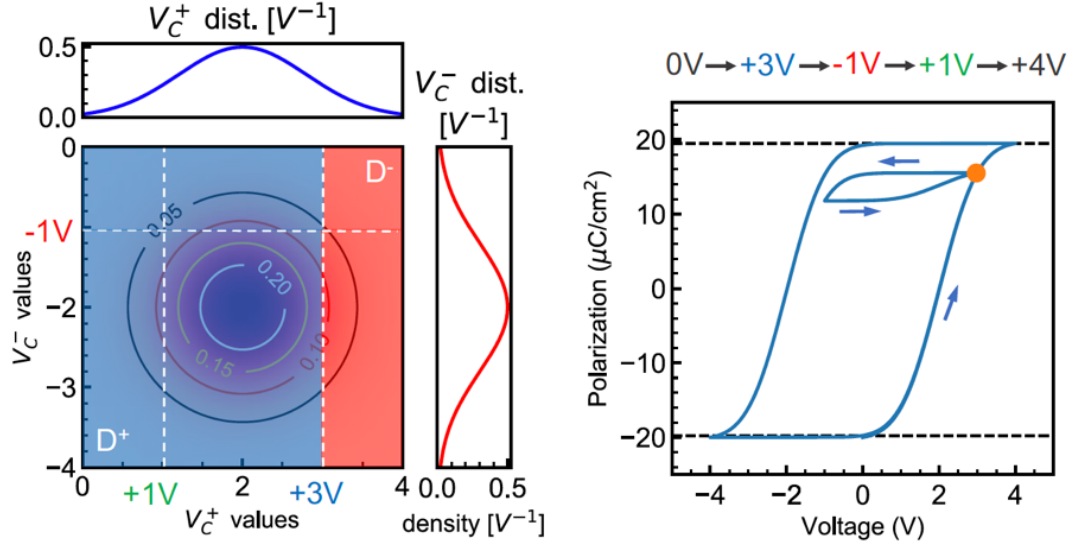 V_C^+ dist. [V^{-1}]
0.5
0.0
V_C^- dist.
[V^{-1}]
0
-1V
−2
−3
−4
V_C^- values
D^-
D^+
0.05
0.20
0.15
0.10
0 +1V 2 +3V 4
V_C^+ values
0.0 0.5
density [V^{-1}]
0V→+3V→-1V→+1V→+4V
20
10
0
−10
−20
Polarization (μC/cm²)
−4 −2 0 2 4
Voltage (V)